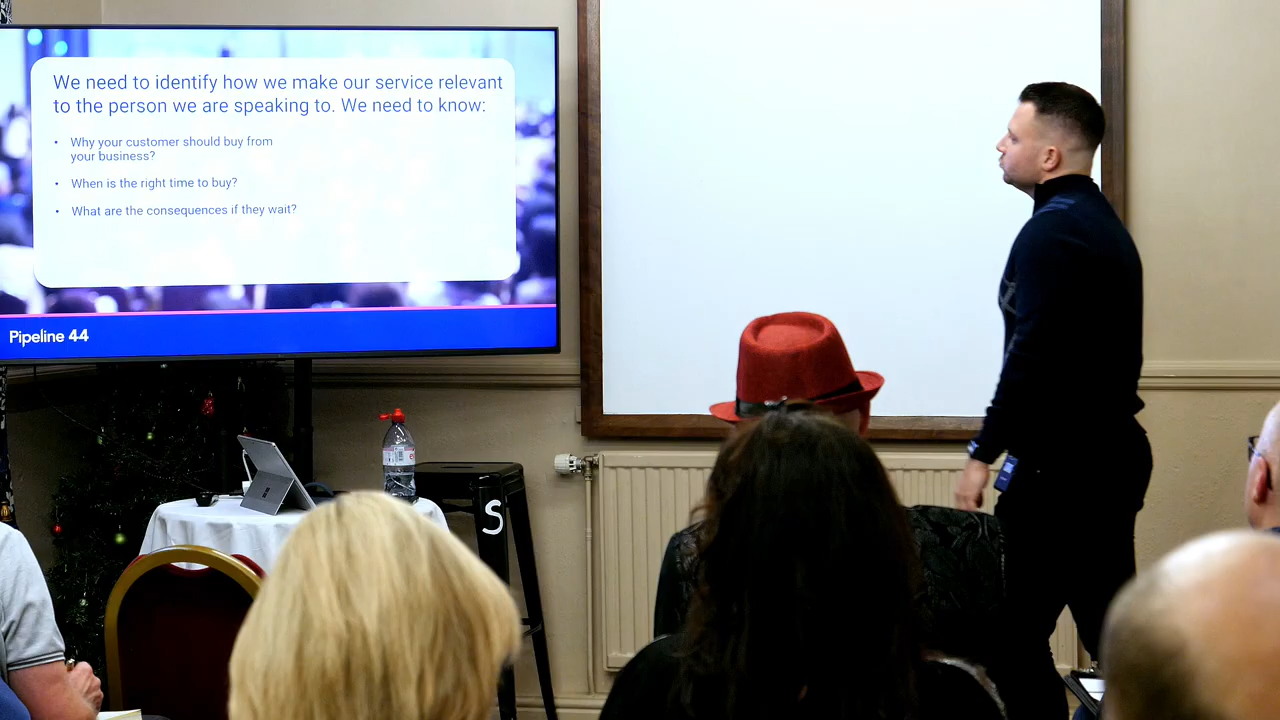 We need to identify how we make our service relevant
to the person we are speaking to. We need to know:
• Why your customer should buy from
your business?
• When is the right time to buy?
• What are the consequences if they wait?
Pipeline 44
S